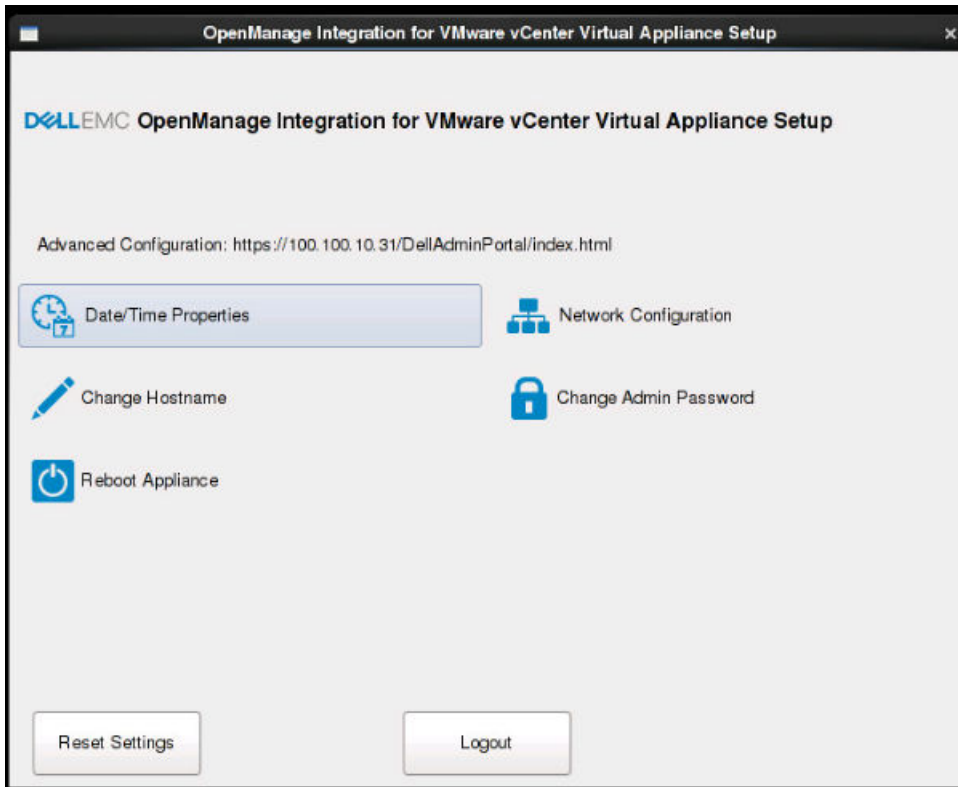 OpenManage Integration for VMware vCenter Virtual Appliance Setup
DELLEMC OpenManage Integration for VMware vCenter Virtual Appliance Setup
Advanced Configuration: https://100.100.10.31/DellAdminPortal/index.html
Date/Time Properties
Network Configuration
Change Hostname
Change Admin Password
Reboot Appliance
Reset Settings
Logout
7